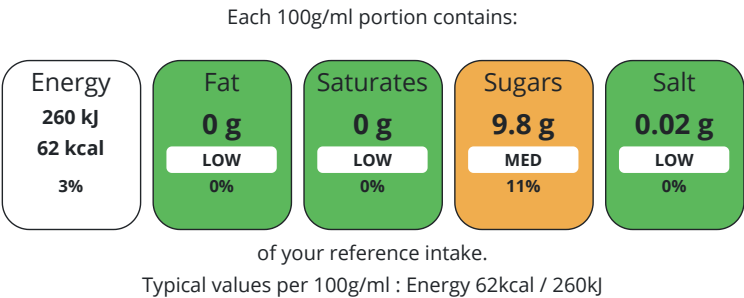 Each 100g/ml portion contains:
Energy
260 kJ
62 kcal
3%
Fat
0 g
LOW
0%
Saturates
0 g
LOW
0%
Sugars
9.8 g
MED
11%
Salt
0.02 g
LOW
0%
of your reference intake.
Typical values per 100g/ml : Energy 62kcal / 260kJ